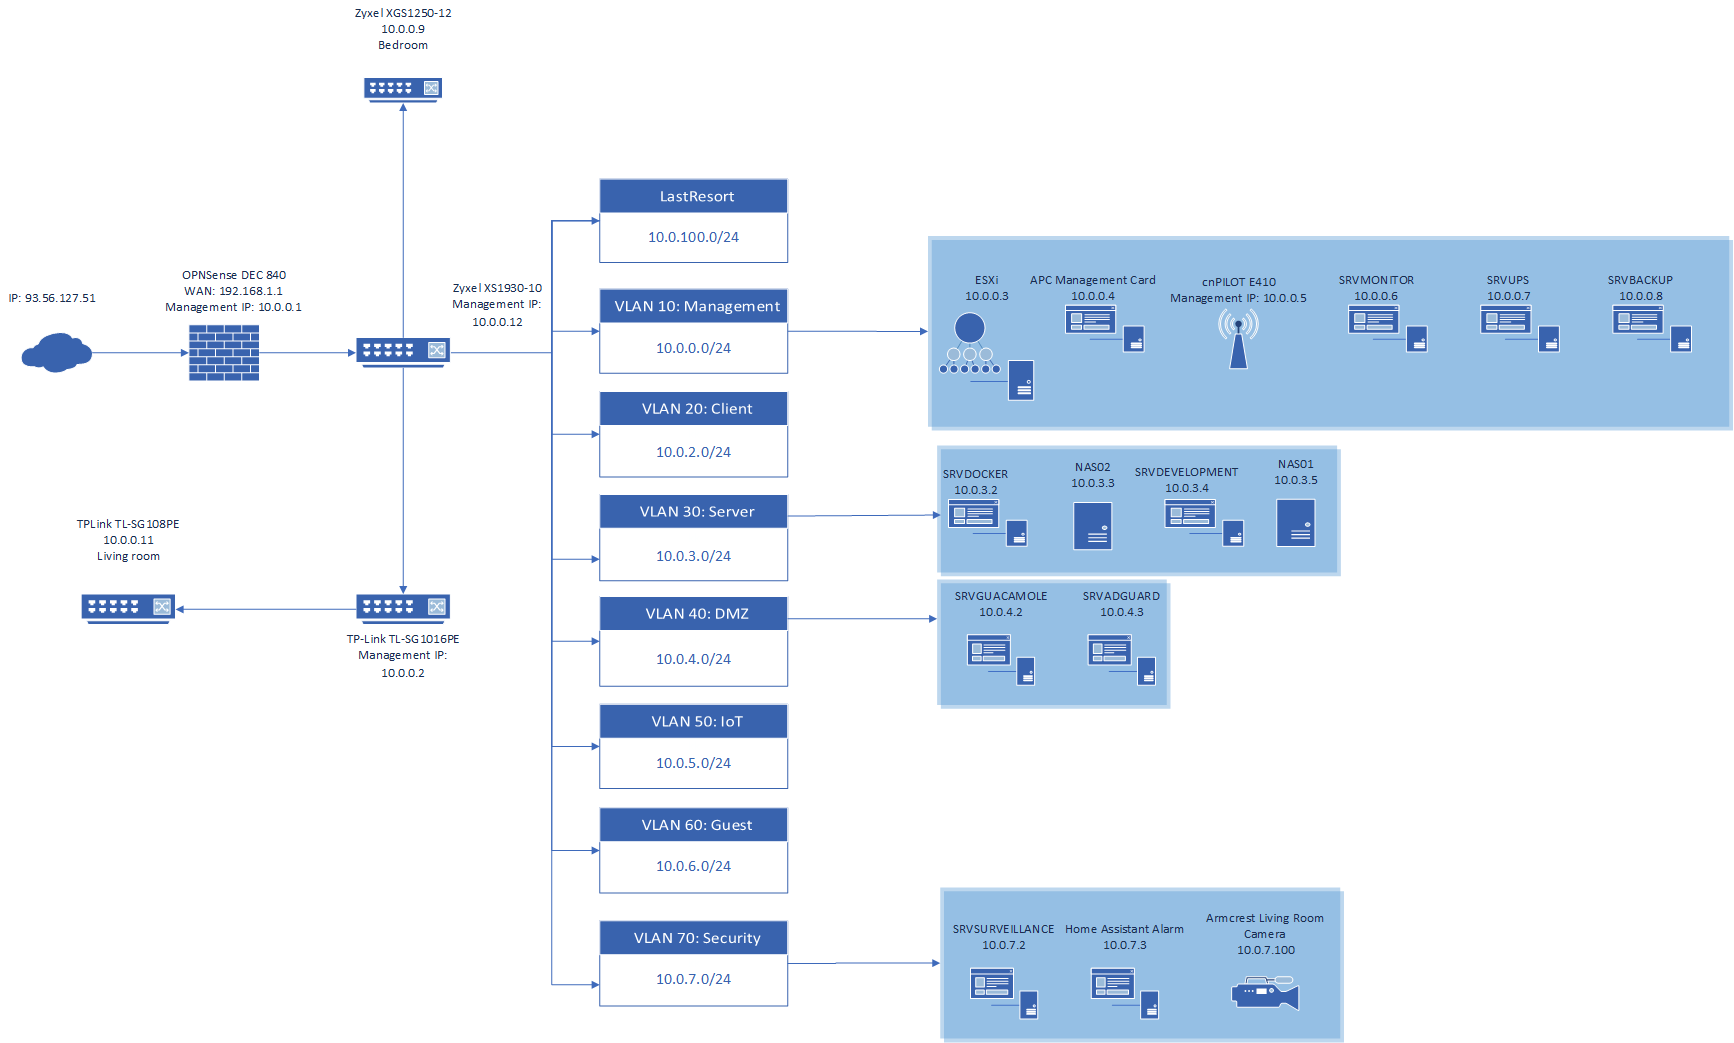 Zyxel XGS1250-12
10.0.0.9
Bedroom
IP: 93.56.127.51
OPNSense DEC 840
WAN: 192.168.1.1
Management IP: 10.0.0.1
Zyxel XS1930-10
Management IP:
10.0.0.12
TPLink TL-SG108PE
10.0.0.11
Living room
TP-Link TL-SG1016PE
Management IP:
10.0.0.2
LastResort
10.0.100.0/24
VLAN 10: Management
10.0.0.0/24
VLAN 20: Client
10.0.2.0/24
VLAN 30: Server
10.0.3.0/24
VLAN 40: DMZ
10.0.4.0/24
VLAN 50: IoT
10.0.5.0/24
VLAN 60: Guest
10.0.6.0/24
VLAN 70: Security
10.0.7.0/24
ESXi
10.0.0.3
APC Management Card
10.0.0.4
cnPILOT E410
Management IP: 10.0.0.5
SRVMONITOR
10.0.0.6
SRVUPS
10.0.0.7
SRVBACKUP
10.0.0.8
SRVDOCKER
10.0.3.2
NAS02
10.0.3.3
SRVDEVELOPMENT
10.0.3.4
NAS01
10.0.3.5
SRVGUACAMOLE
10.0.4.2
SRVADGUARD
10.0.4.3
SRVSURVEILLANCE
10.0.7.2
Home Assistant Alarm
10.0.7.3
Armcrest Living Room
Camera
10.0.7.100